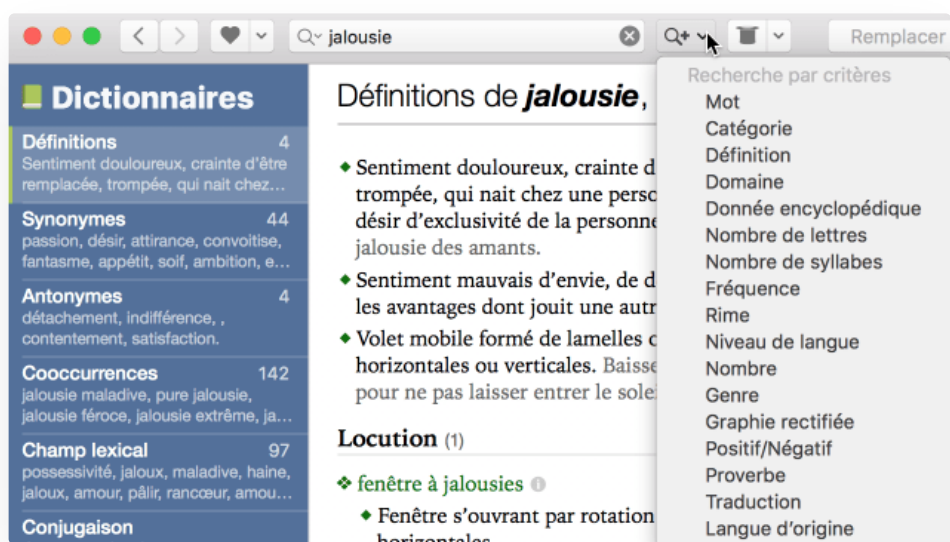 jalousie
Remplacer
Dictionnaires
Définitions 4
Sentiment douloureux, crainte d'être
remplacée, trompée, qui nait chez...
Synonymes 44
passion, désir, attirance, convoitise,
fantasme, appétit, soif, ambition, e...
Antonymes 4
détachement, indifférence, ,
contentement, satisfaction.
Cooccurrences 142
jalousie maladive, pure jalousie,
jalousie féroce, jalousie extrême, ja...
Champ lexical 97
possessivité, jaloux, maladive, haine,
jaloux, amour, pâlir, rancœur, amou...
Conjugaison
Définitions de jalousie,
Sentiment douloureux, crainte d
trompée, qui nait chez une perso
désir d'exclusivité de la personne
jalousie des amants.
Sentiment mauvais d'envie, de d
les avantages dont jouit une autr
Volet mobile formé de lamelles
horizontales ou verticales. Baisse
pour ne pas laisser entrer le solei
Locution (1)
fenêtre à jalousies
Fenêtre s'ouvrant par rotation
horizontales
Recherche par critères
Mot
Catégorie
Définition
Domaine
Donnée encyclopédique
Nombre de lettres
Nombre de syllabes
Fréquence
Rime
Niveau de langue
Nombre
Genre
Graphie rectifiée
Positif/Négatif
Proverbe
Traduction
Langue d'origine